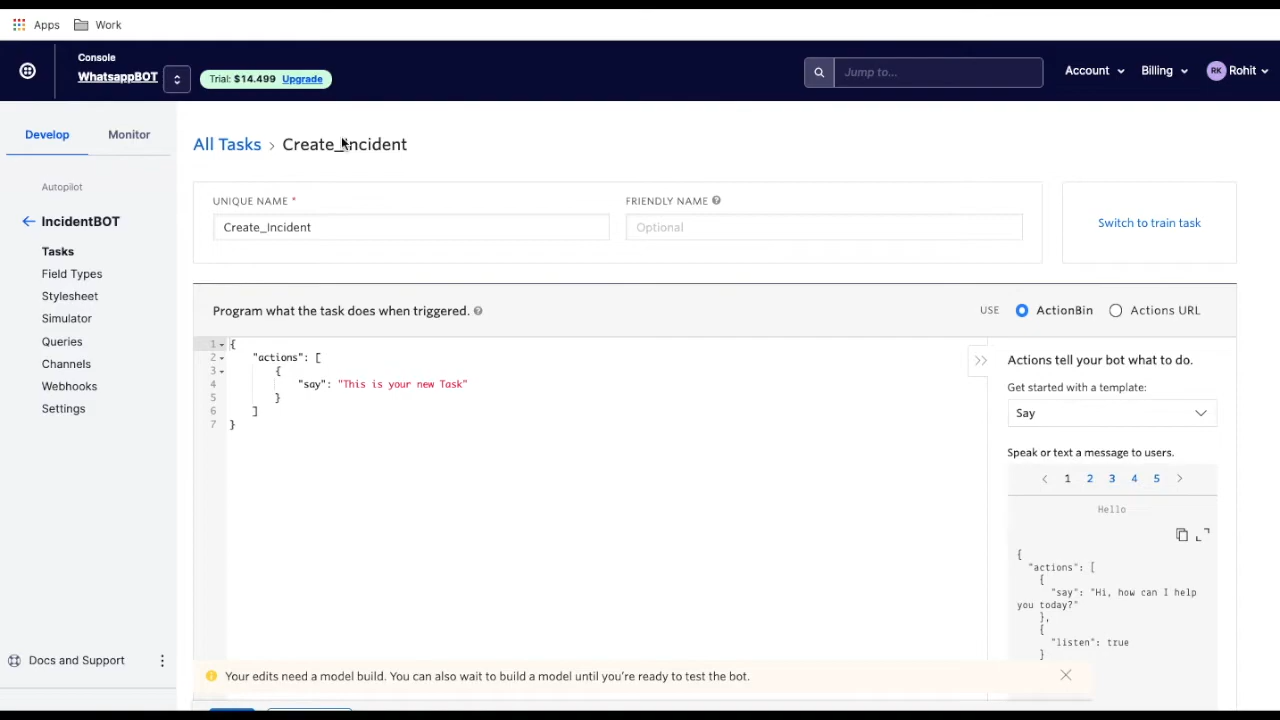 Apps Work
Console
WhatsappBOT
Trial: $14.499 Upgrade
Jump to...
Account Billing RK Rohit
Develop Monitor
All Tasks › Create_Incident
Autopilot
IncidentBOT
Tasks
Field Types
Stylesheet
Simulator
Queries
Channels
Webhooks
Settings
Docs and Support
UNIQUE NAME * FRIENDLY NAME
Create_Incident Optional
Switch to train task
Program what the task does when triggered. USE ActionBin Actions URL
1 {
2 "actions": [
3 {
4 "say": "This is your new Task"
5 }
6 ]
7 }
Actions tell your bot what to do.
Get started with a template:
Say
Speak or text a message to users.
1 2 3 4 5
Hello
{
"actions": [
{
"say": "Hi, how can I help
you today?"
},
{
"listen": true
}
Your edits need a model build. You can also wait to build a model until you're ready to test the bot.